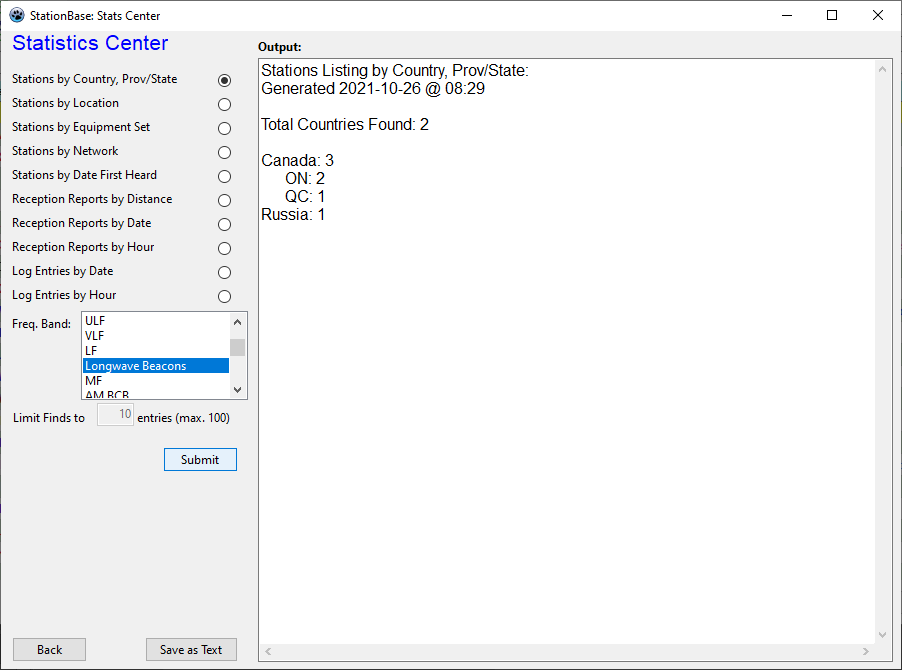 StationBase: Stats Center
Statistics Center
Stations by Country, Prov/State
Stations by Location
Stations by Equipment Set
Stations by Network
Stations by Date First Heard
Reception Reports by Distance
Reception Reports by Date
Reception Reports by Hour
Log Entries by Date
Log Entries by Hour
Freq. Band:
ULF
VLF
LF
Longwave Beacons
MF
AM BCB
Limit Finds to 10 entries (max. 100)
Submit
Back
Save as Text
Output:
Stations Listing by Country, Prov/State:
Generated 2021-10-26 @ 08:29
Total Countries Found: 2
Canada: 3
ON: 2
QC: 1
Russia: 1